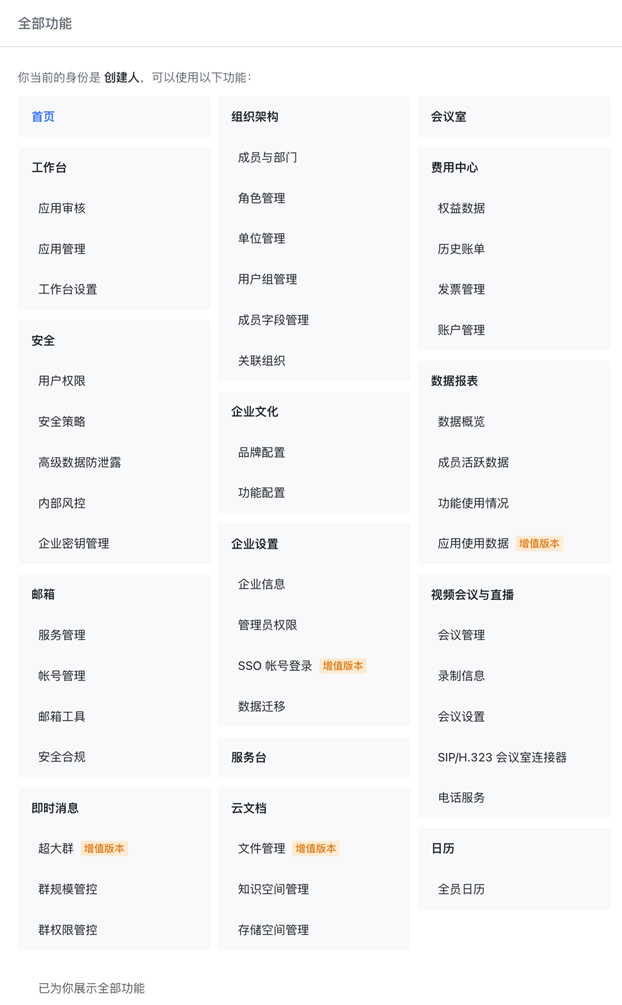 全部功能
你当前的身份是 创建人，可以使用以下功能：
首页
工作台
应用审核
应用管理
工作台设置
安全
用户权限
安全策略
高级数据防泄露
内部风控
企业密钥管理
邮箱
服务管理
帐号管理
邮箱工具
安全合规
即时消息
超大群 增值版本
群规模管控
群权限管控
组织架构
成员与部门
角色管理
单位管理
用户组管理
成员字段管理
关联组织
企业文化
品牌配置
功能配置
企业设置
企业信息
管理员权限
SSO 帐号登录 增值版本
数据迁移
服务台
云文档
文件管理 增值版本
知识空间管理
存储空间管理
会议室
费用中心
权益数据
历史账单
发票管理
账户管理
数据报表
数据概览
成员活跃数据
功能使用情况
应用使用数据 增值版本
视频会议与直播
会议管理
录制信息
会议设置
SIP/H.323 会议室连接器
电话服务
日历
全员日历
已为你展示全部功能